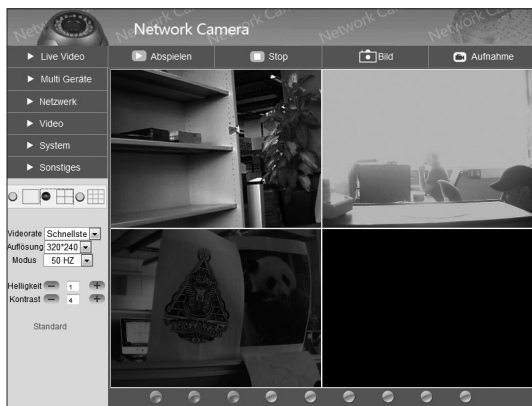 Network Camera
Abspielen Stop Bild Aufnahme
Live Video
Multi Geräte
Netzwerk
Video
System
Sonstiges
Videorate Schnellste
Auflösung 320*240
Modus 50 HZ
Helligkeit 1
Kontrast 4
Standard